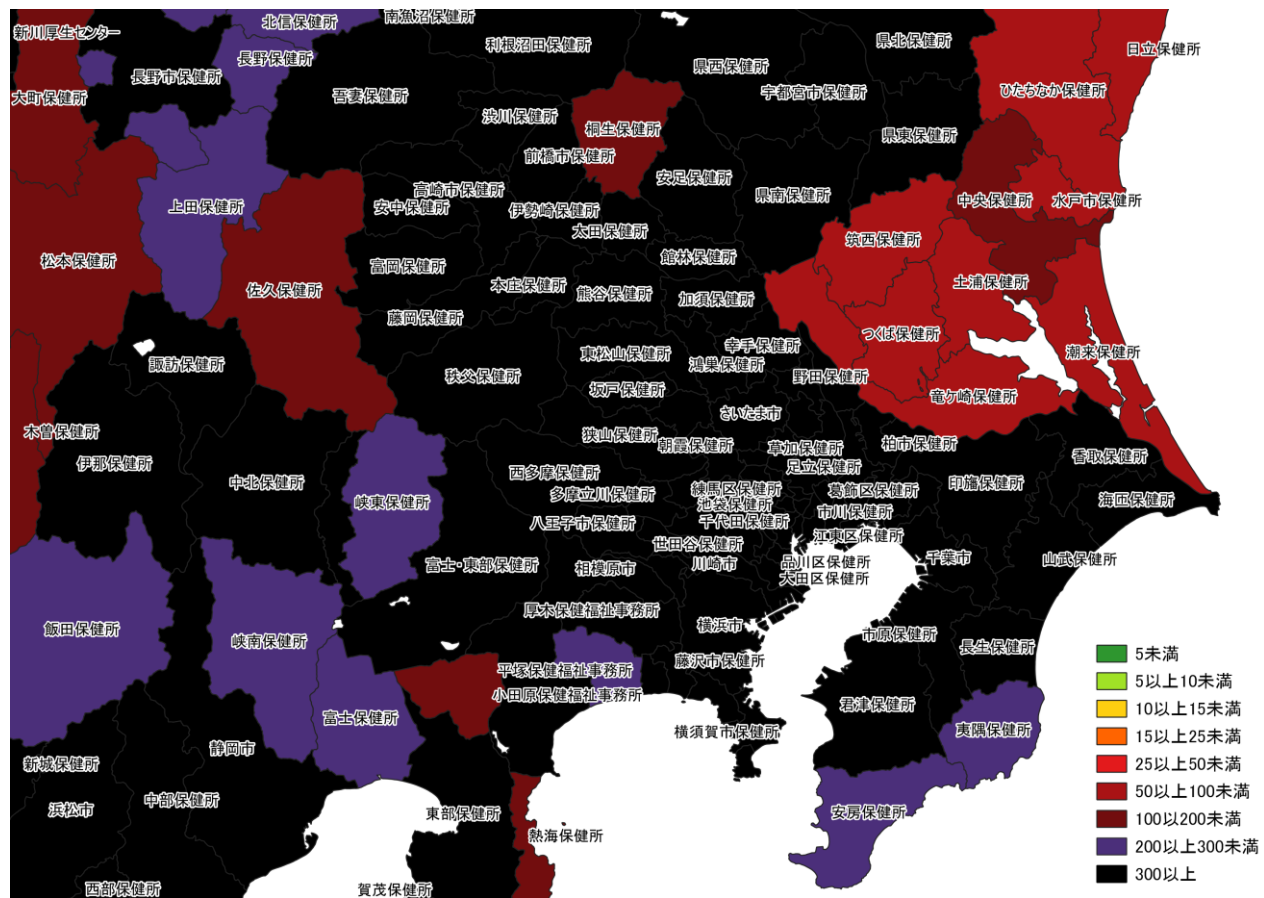 新川厚生センター
北信保健所
南魚沼保健所
長野保健所
利根沼田保健所
県北保健所
日立保健所
長野市保健所
県西保健所
大町保健所
吾妻保健所
宇都宮市保健所
ひたちなか保健所
渋川保健所
桐生保健所
県東保健所
前橋市保健所
安足保健所
高崎市保健所
県南保健所
中央保健所
水戸市保健所
上田保健所
安中保健所
伊勢崎保健所
太田保健所
筑西保健所
松本保健所
富岡保健所
館林保健所
佐久保健所
本庄保健所
熊谷保健所
加須保健所
土浦保健所
藤岡保健所
つくば保健所
諏訪保健所
東松山保健所
幸手保健所
鴻巣保健所
潮来保健所
秩父保健所
野田保健所
坂戸保健所
竜ケ崎保健所
さいたま市
木曽保健所
狭山保健所
朝霞保健所
草加保健所
柏市保健所
伊那保健所
足立保健所
香取保健所
中北保健所
西多摩保健所
印旛保健所
峡東保健所
多摩立川保健所
練馬区保健所
葛飾区保健所
海匝保健所
池袋保健所
市川保健所
八王子市保健所
千代田保健所
江東区保健所
世田谷保健所
千葉市
山武保健所
富士・東部保健所
相模原市
川崎市
品川区保健所
大田区保健所
厚木保健福祉事務所
飯田保健所
峡南保健所
横浜市
市原保健所
長生保健所
平塚保健福祉事務所
藤沢市保健所
小田原保健福祉事務所
君津保健所
富士保健所
横須賀市保健所
夷隅保健所
静岡市
新城保健所
中部保健所
浜松市
東部保健所
安房保健所
熱海保健所
西部保健所
賀茂保健所
5未満
5以上10未満
10以上15未満
15以上25未満
25以上50未満
50以上100未満
100以200未満
200以上300未満
300以上